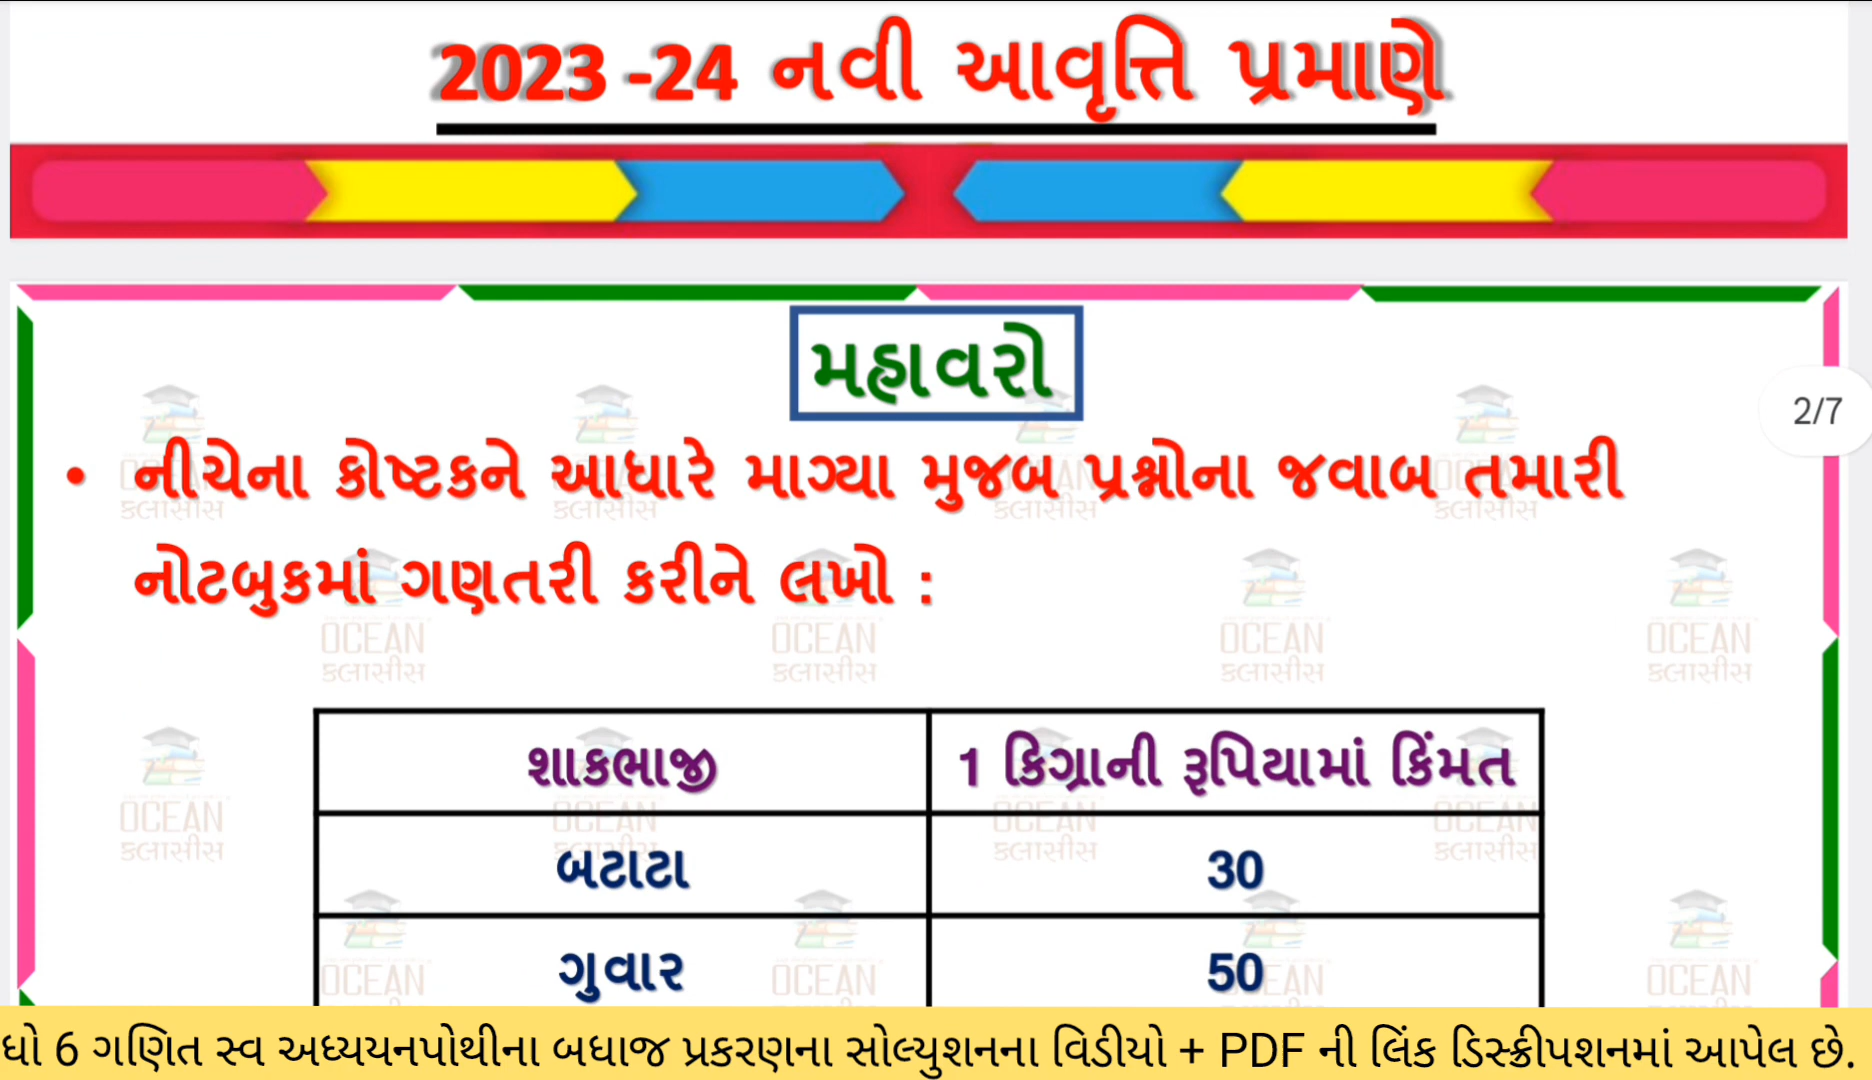 2023 -24 નવી આવૃત્તિ પ્રમાણે
મહાવરો
2/7
• નીચેના કોષ્ટકને આધારે માગ્યા મુજબ પ્રશ્નોના જવાબ તમારી
નોટબુકમાં ગણતરી કરીને લખો :
શાકભાજી 1 કિગ્રાની રૂપિયામાં કિંમત
બટાટા 30
ગુવાર 50
ધો 6 ગણિત સ્વ અધ્યયનપોથીના બધાજ પ્રકરણના સોલ્યુશનના વિડીયો + PDF ની લિંક ડિસ્ક્રીપશનમાં આપેલ છે.
OCEAN
ક્લાસીસ